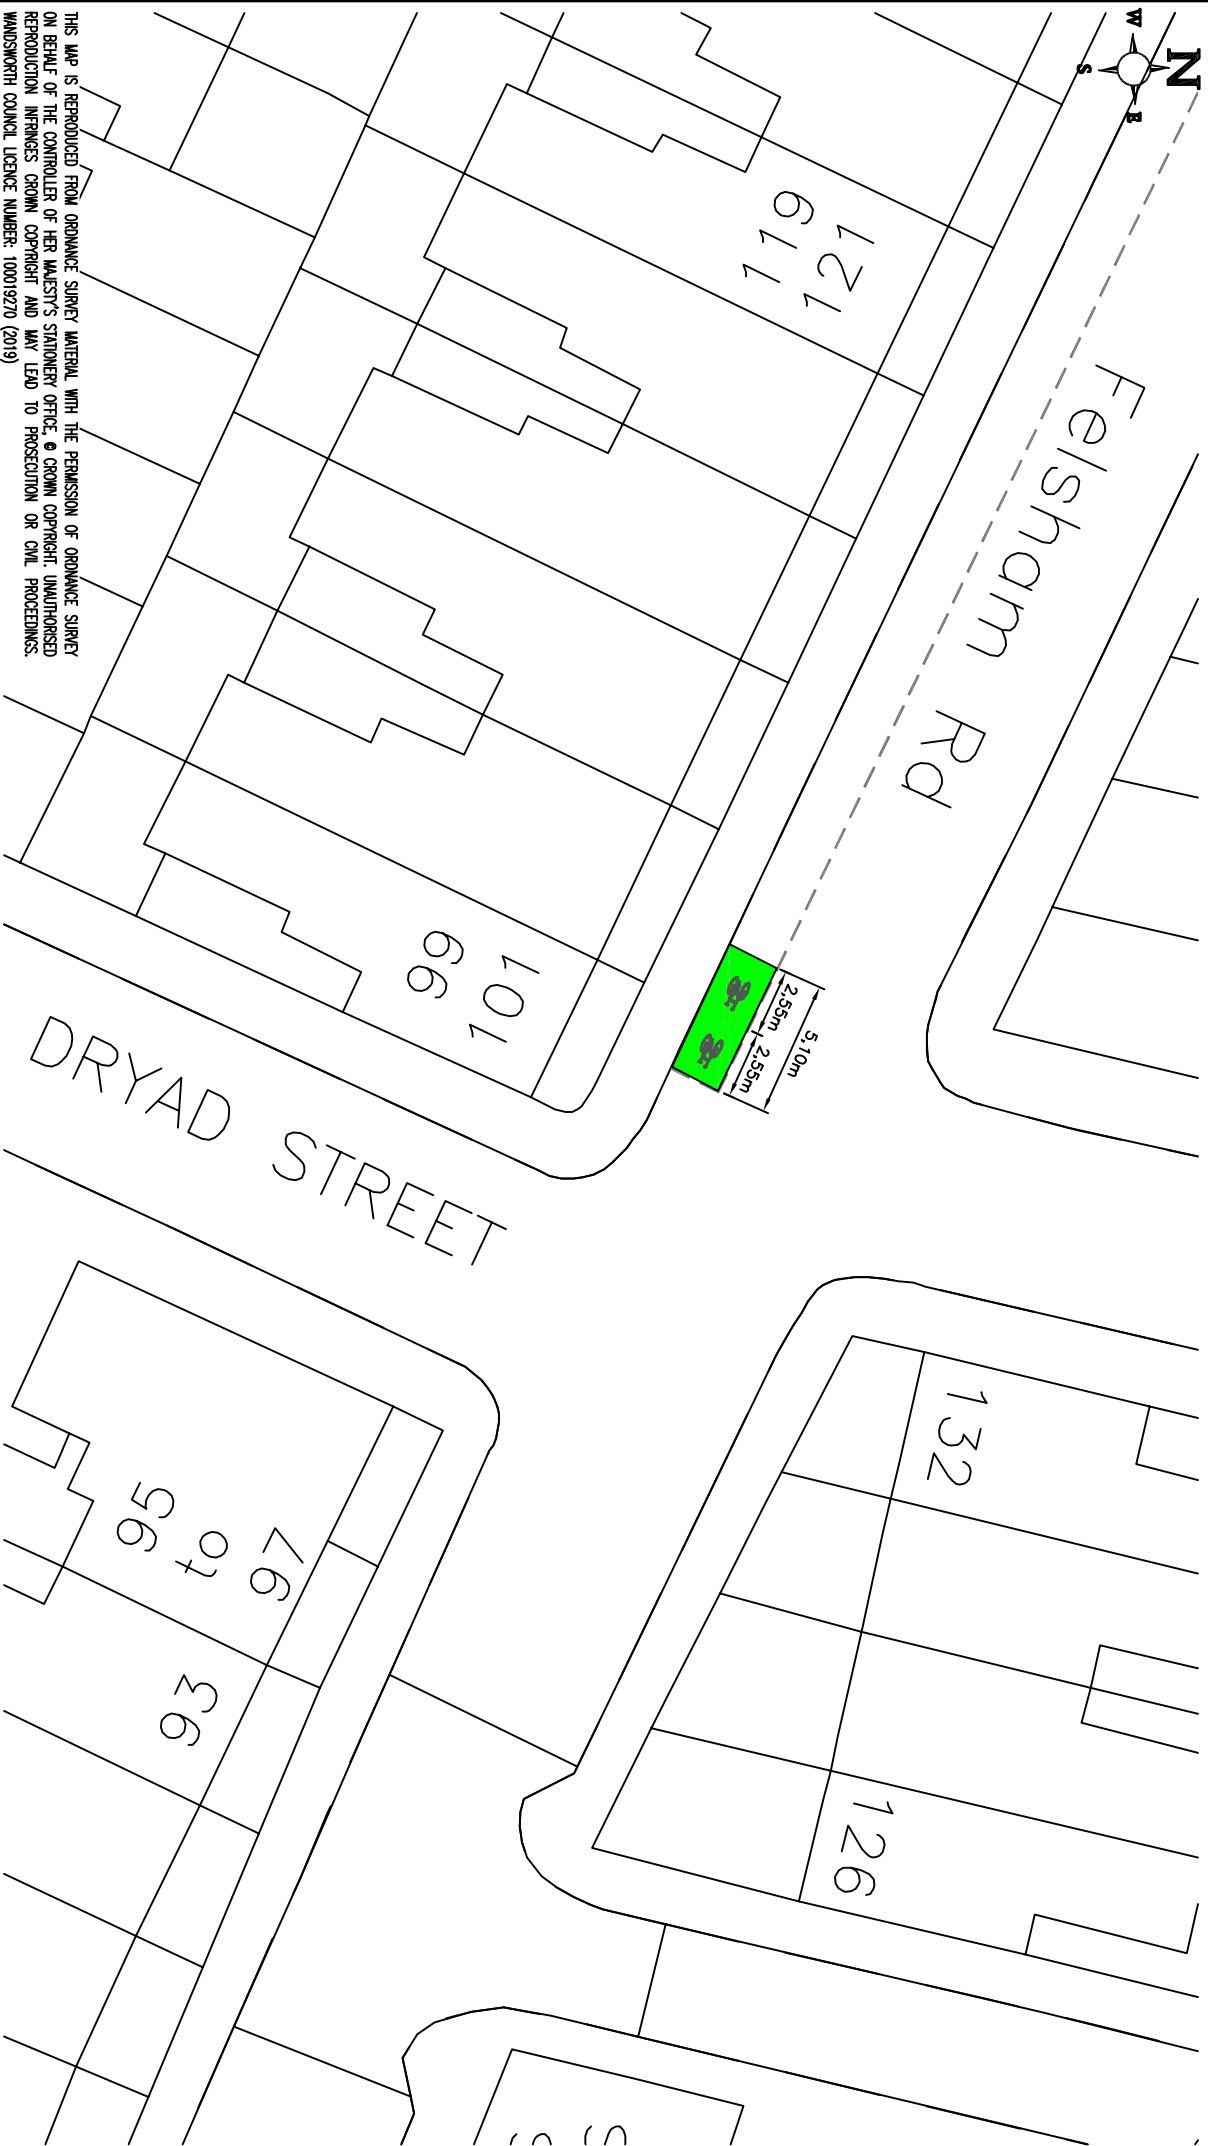 N
W
E
S
Felsham Rd
121
119
101
99
2,55m
2,55m
5,10m
DRYAD STREET
132
126
95
to
97
93
THIS MAP IS REPRODUCED FROM ORDNANCE SURVEY MATERIAL WITH THE PERMISSION OF ORDNANCE SURVEY
ON BEHALF OF THE CONTROLLER OF HER MAJESTY'S STATIONERY OFFICE, © CROWN COPYRIGHT. UNAUTHORISED
REPRODUCTION INFRINGES CROWN COPYRIGHT AND MAY LEAD TO PROSECUTION OR CIVIL PROCEEDINGS.
WANDSWORTH COUNCIL LICENCE NUMBER: 100019270 (2019)